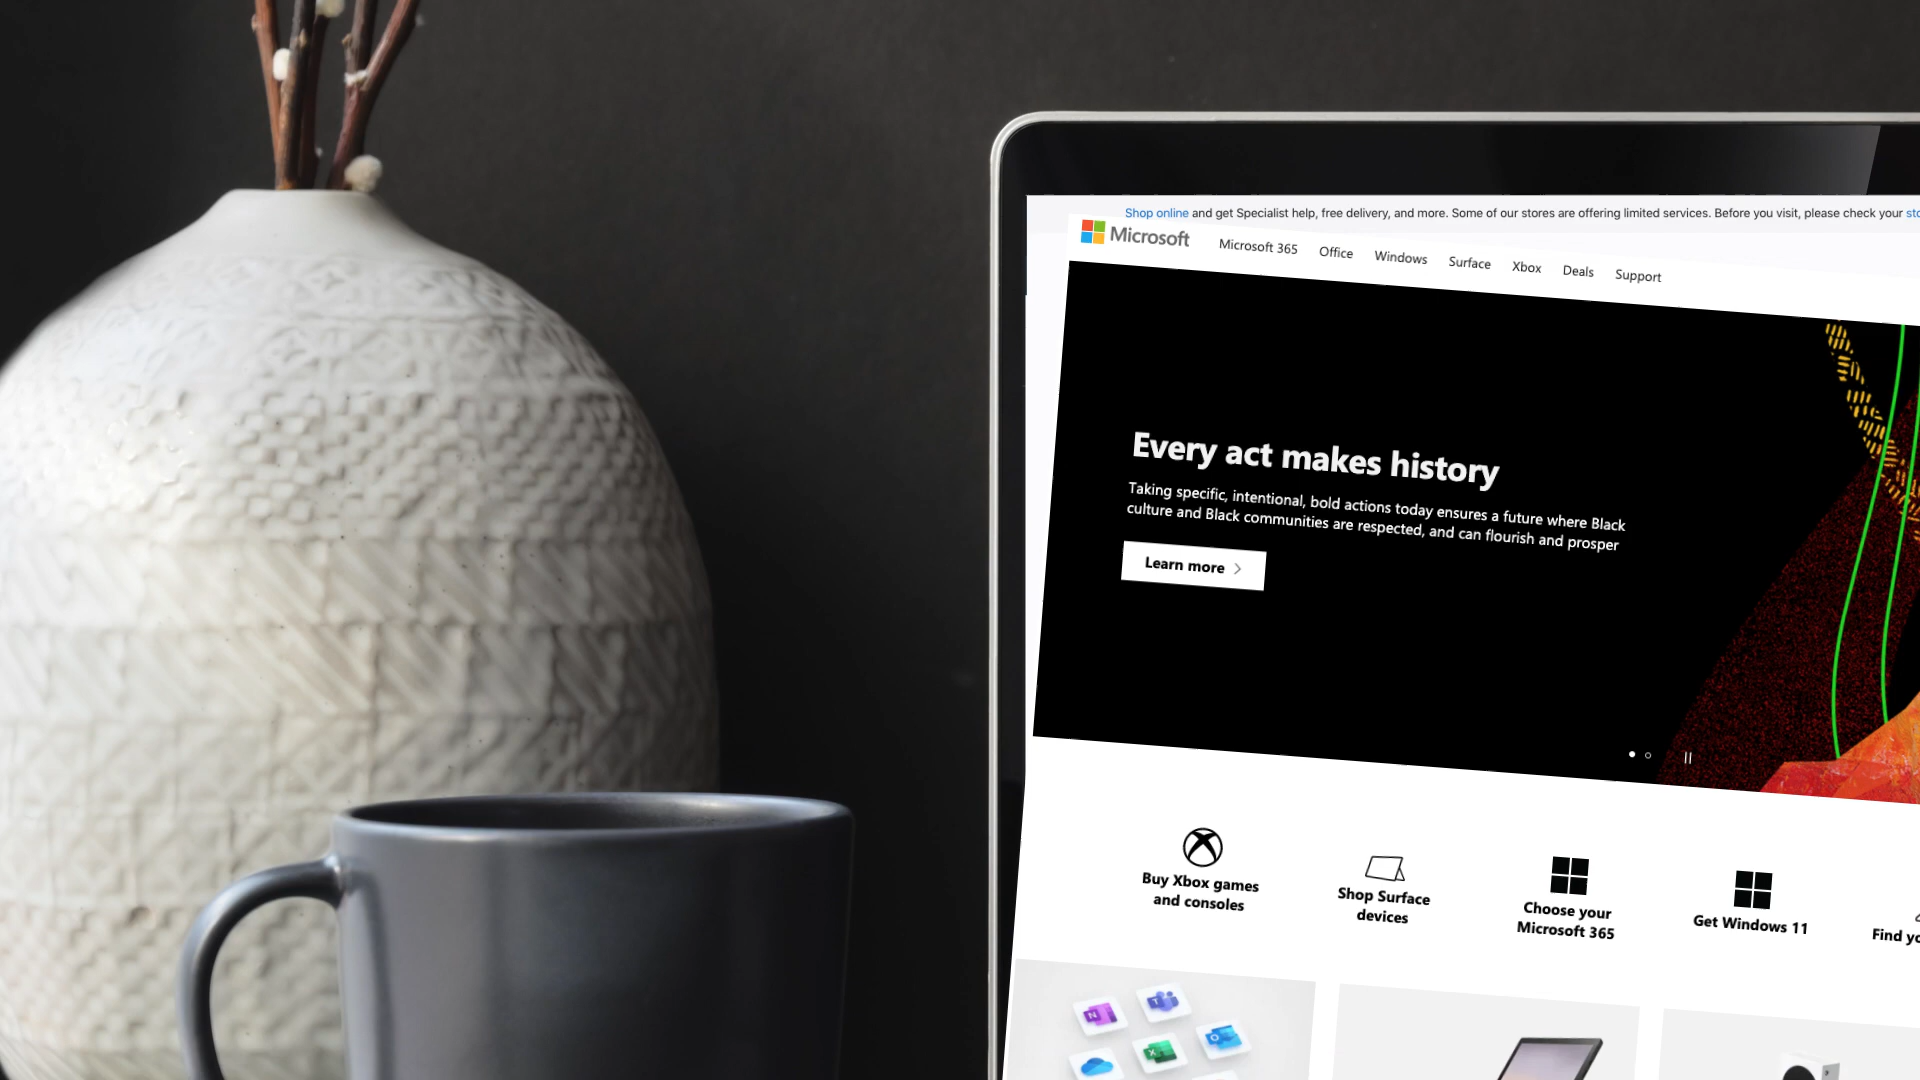 Shop online and get Specialist help, free delivery, and more. Some of our stores are offering limited services. Before you visit, please check your
Microsoft
Microsoft 365 Office Windows Surface Xbox Deals Support
Every act makes history
Taking specific, intentional, bold actions today ensures a future where Black
culture and Black communities are respected, and can flourish and prosper
Learn more
Buy Xbox games
and consoles
Shop Surface
devices
Choose your
Microsoft 365
Get Windows 11
Find